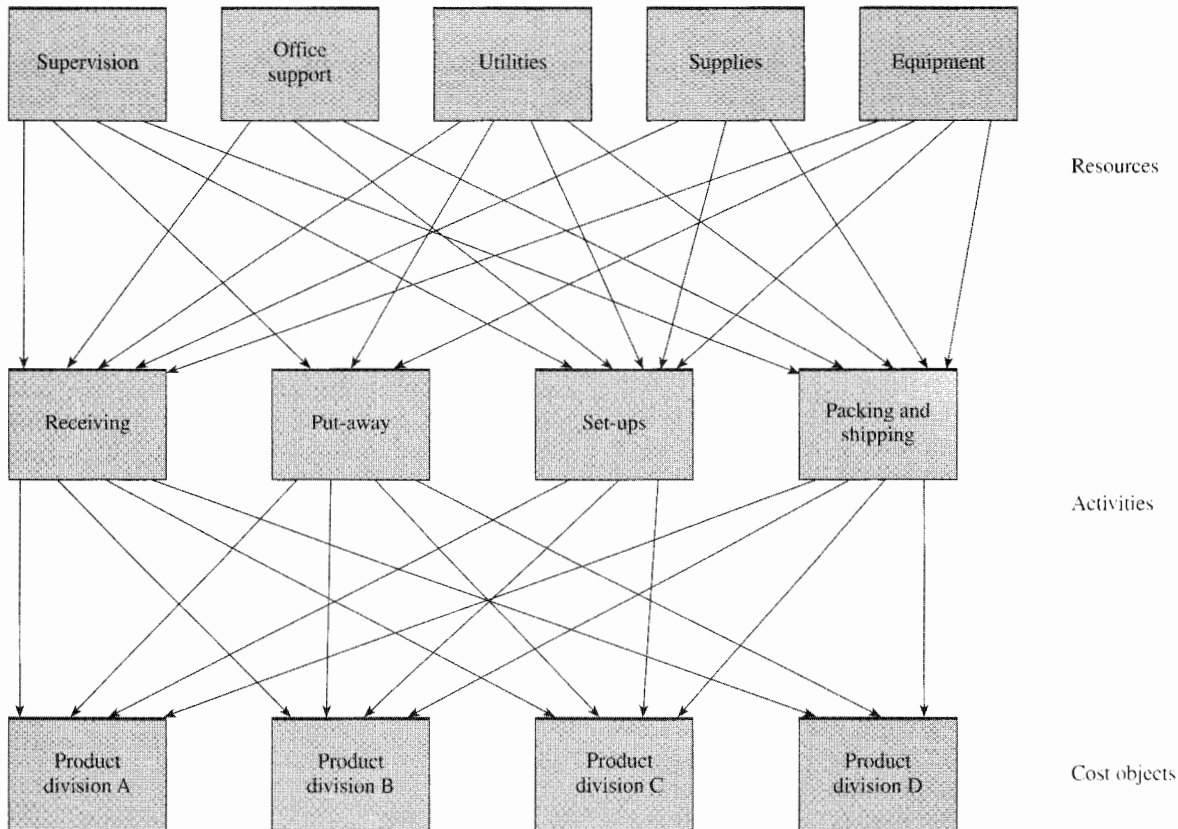 Supervision
Office
support
Utilities
Supplies
Equipment
Resources
Receiving
Put-away
Set-ups
Packing and
shipping
Activities
Product
division A
Product
division B
Product
division C
Product
division D
Cost objects